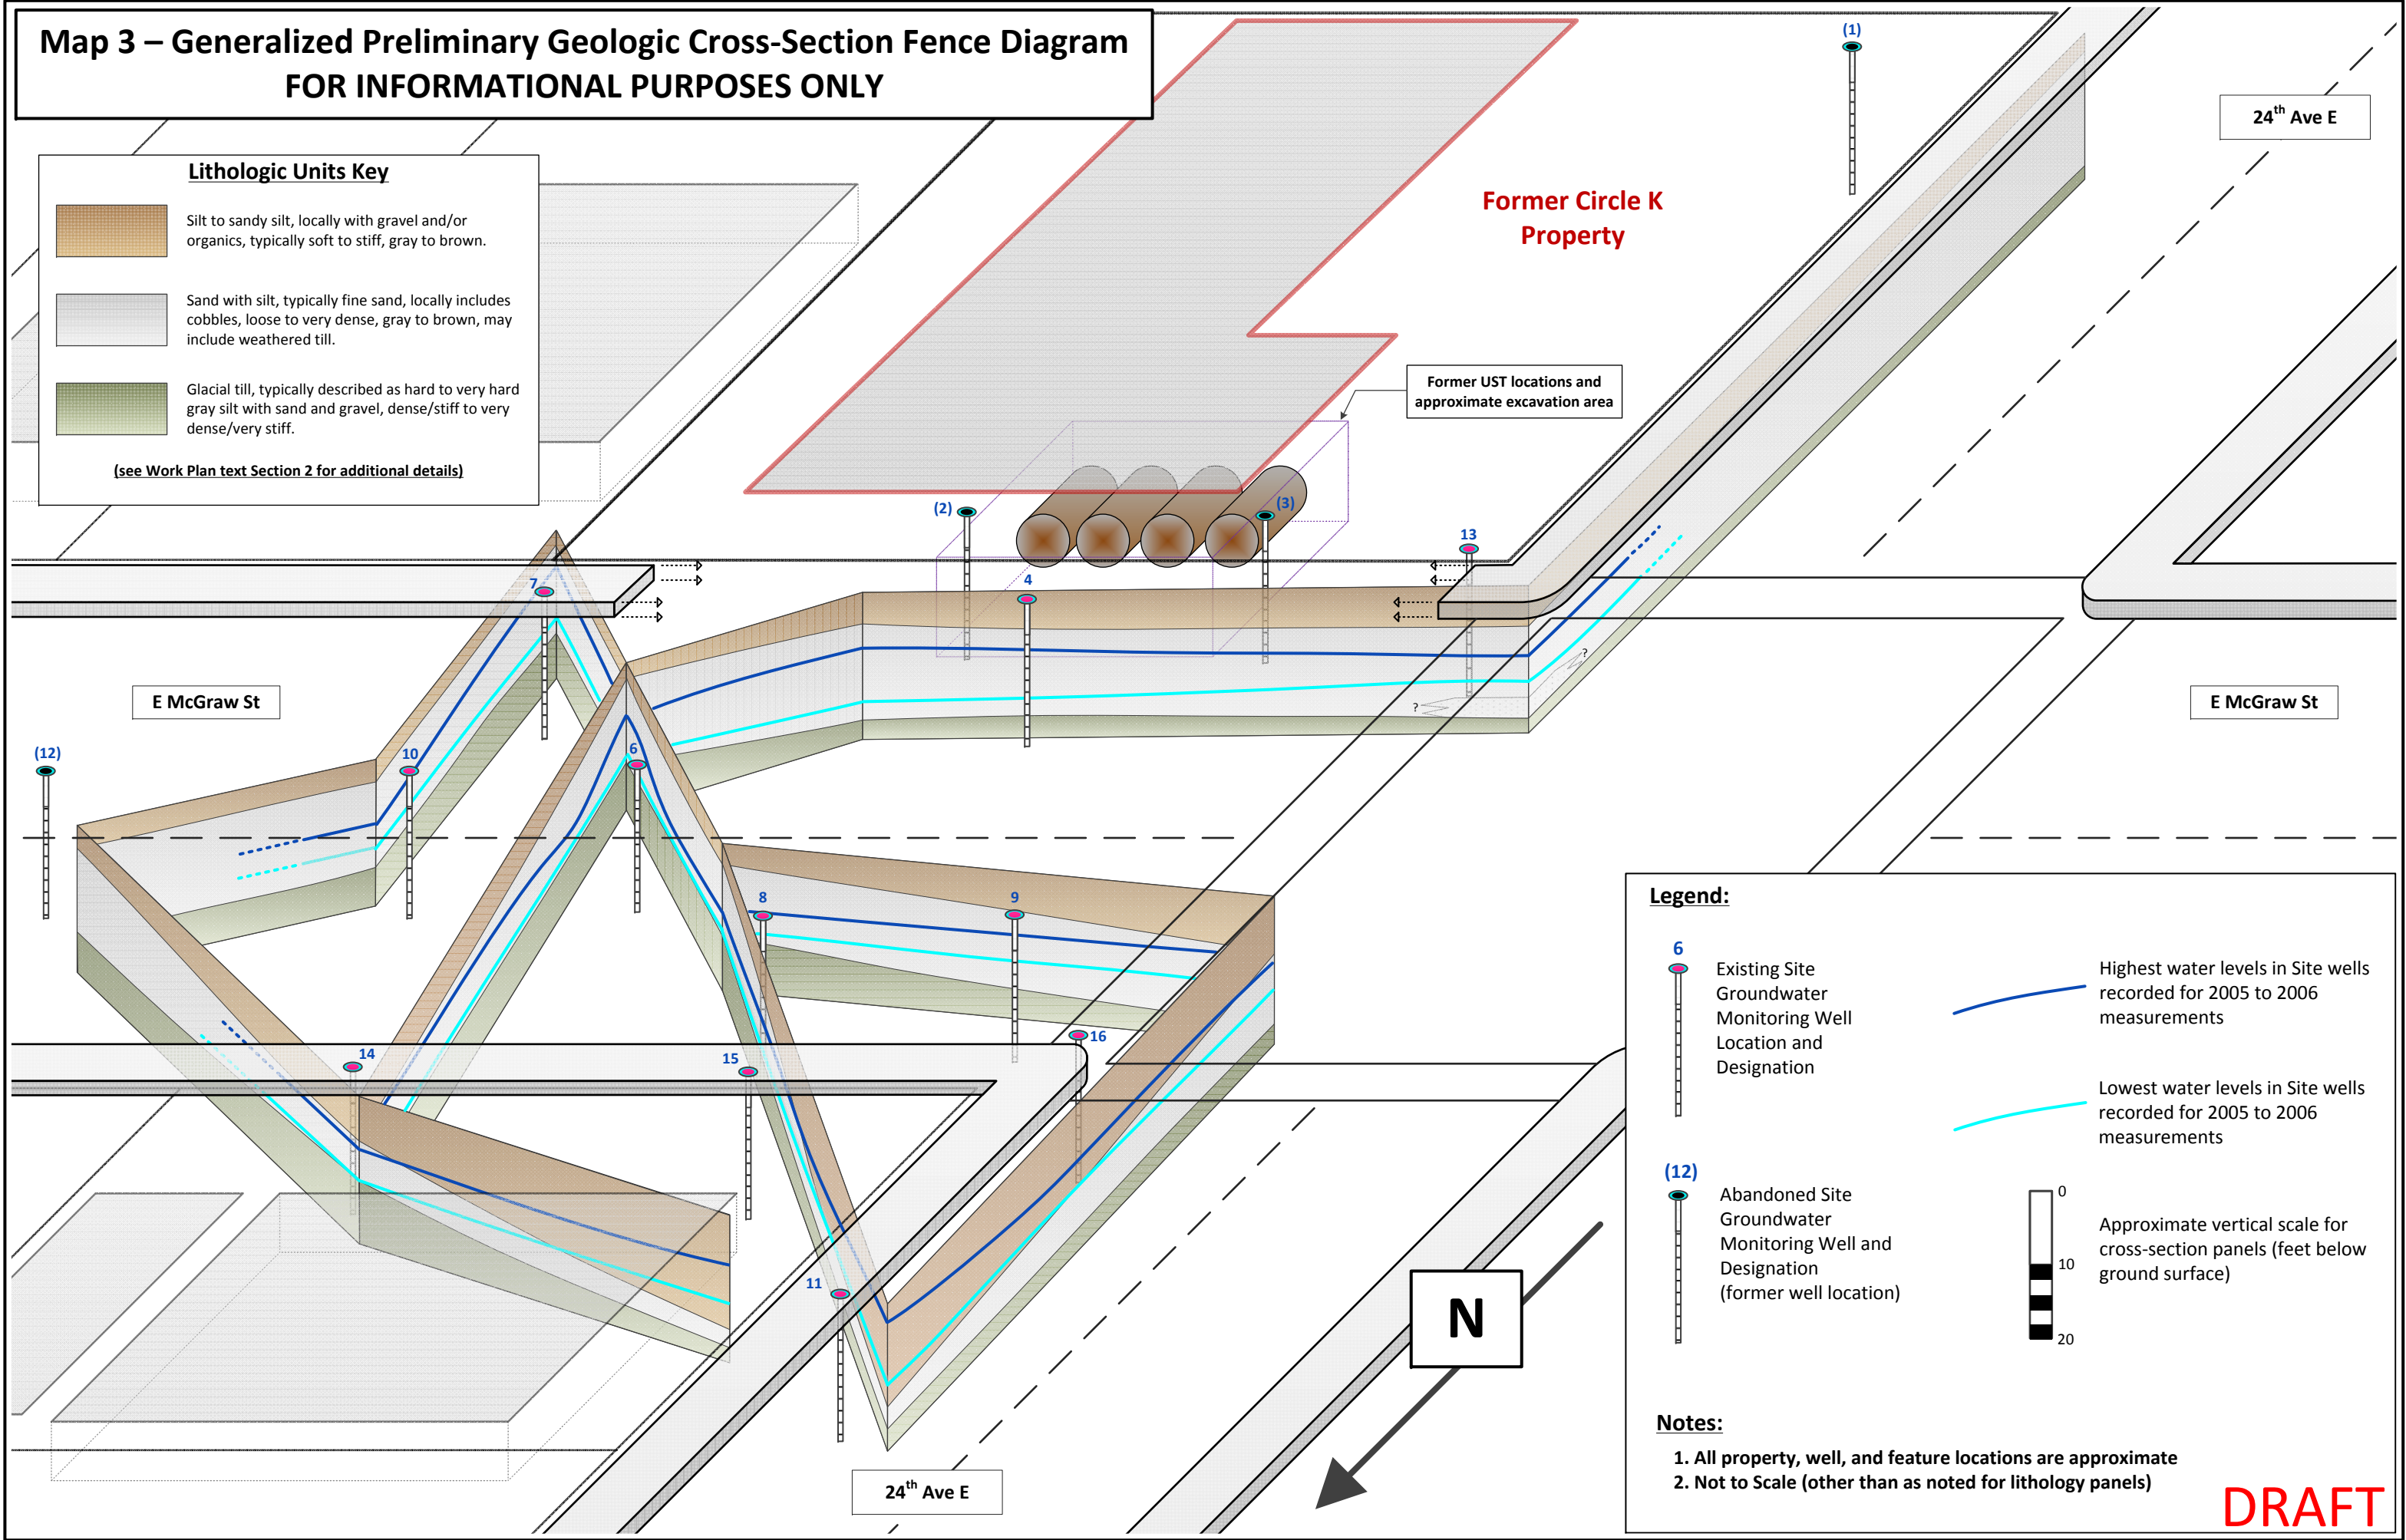 Map 3 – Generalized Preliminary Geologic Cross-Section Fence Diagram
FOR INFORMATIONAL PURPOSES ONLY
(1)
24th Ave E
Lithologic Units Key
Silt to sandy silt, locally with gravel and/or
organics, typically soft to stiff, gray to brown.
Sand with silt, typically fine sand, locally includes
cobbles, loose to very dense, gray to brown, may
include weathered till.
Glacial till, typically described as hard to very hard
gray silt with sand and gravel, dense/stiff to very
dense/very stiff.
(see Work Plan text Section 2 for additional details)
Former Circle K
Property
Former UST locations and
approximate excavation area
(2)
(3)
13
7
4
E McGraw St
E McGraw St
?
?
(12)
10
6
8
9
16
14
15
11
24th Ave E
N
Legend:
6
Existing Site
Groundwater
Monitoring Well
Location and
Designation
Highest water levels in Site wells
recorded for 2005 to 2006
measurements
Lowest water levels in Site wells
recorded for 2005 to 2006
measurements
(12)
Abandoned Site
Groundwater
Monitoring Well and
Designation
(former well location)
0
10
20
Approximate vertical scale for
cross-section panels (feet below
ground surface)
Notes:
1. All property, well, and feature locations are approximate
2. Not to Scale (other than as noted for lithology panels)
DRAFT